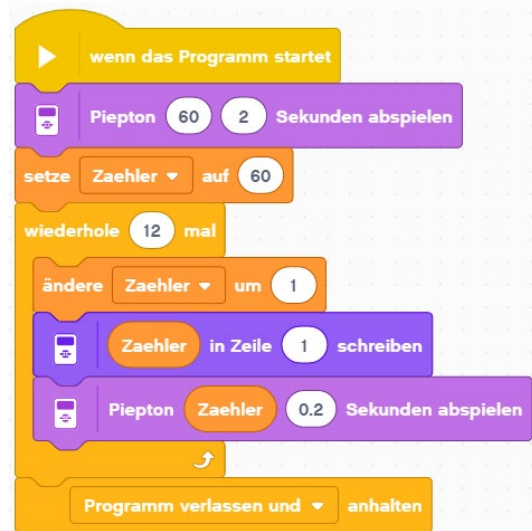 wenn das Programm startet
Piepton 60 2 Sekunden abspielen
setze Zaehler auf 60
wiederhole 12 mal
ändere Zaehler um 1
Zaehler in Zeile 1 schreiben
Piepton Zaehler 0.2 Sekunden abspielen
Programm verlassen und anhalten